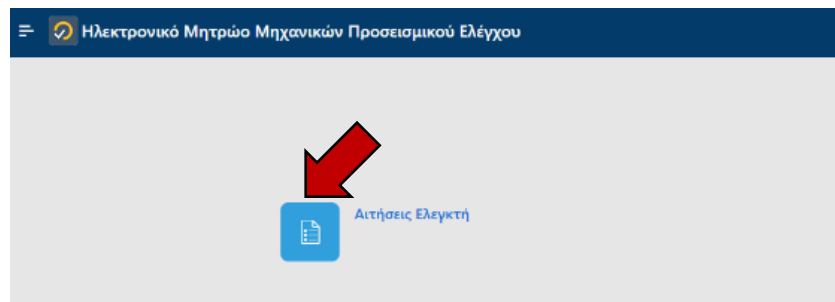 Ηλεκτρονικό Μητρώο Μηχανικών Προσεισμικού Ελέγχου
Αιτήσεις Ελεγκτή